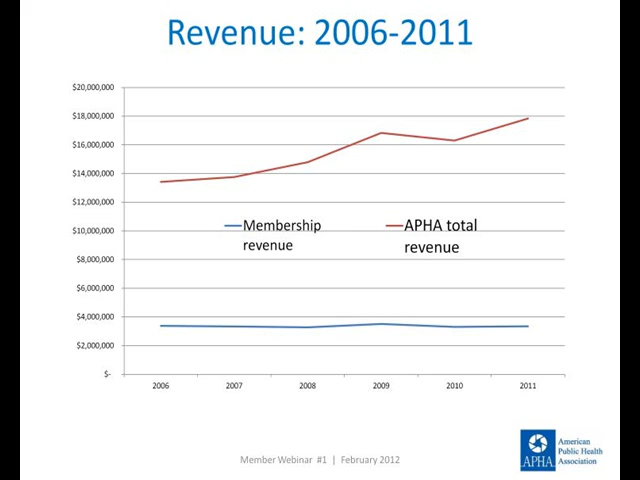 Revenue: 2006-2011
$20,000,000
$18,000,000
$16,000,000
$14,000,000
$12,000,000
$10,000,000
$8,000,000
$6,000,000
$4,000,000
$2,000,000
$-
Membership
revenue
APHA total
revenue
2006 2007 2008 2009 2010 2011
Member Webinar #1 | February 2012
APHA
American
Public Health
Association